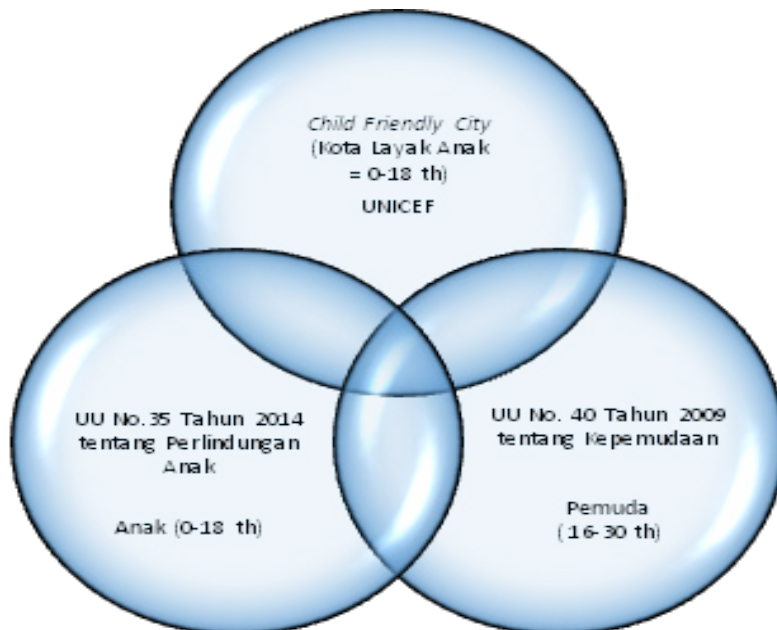 Child Friendly City
(Kota Layak Anak
= 0-18 th)
UNICEF
UU No.35 Tahun 2014
tentang Perlindungan
Anak
Anak (0-18 th)
UU No. 40 Tahun 2009
tentang Kepemudaan
Pemuda
( 16-30 th)